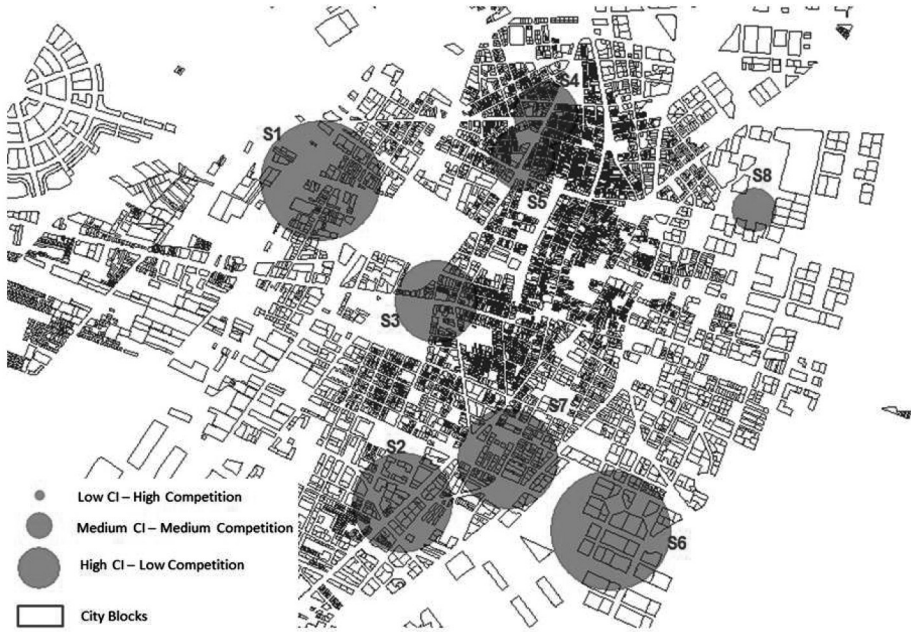 S4
S1
S8
S5
S3
S7
S2
S6
Low CI – High Competition
Medium CI – Medium Competition
High CI – Low Competition
City Blocks